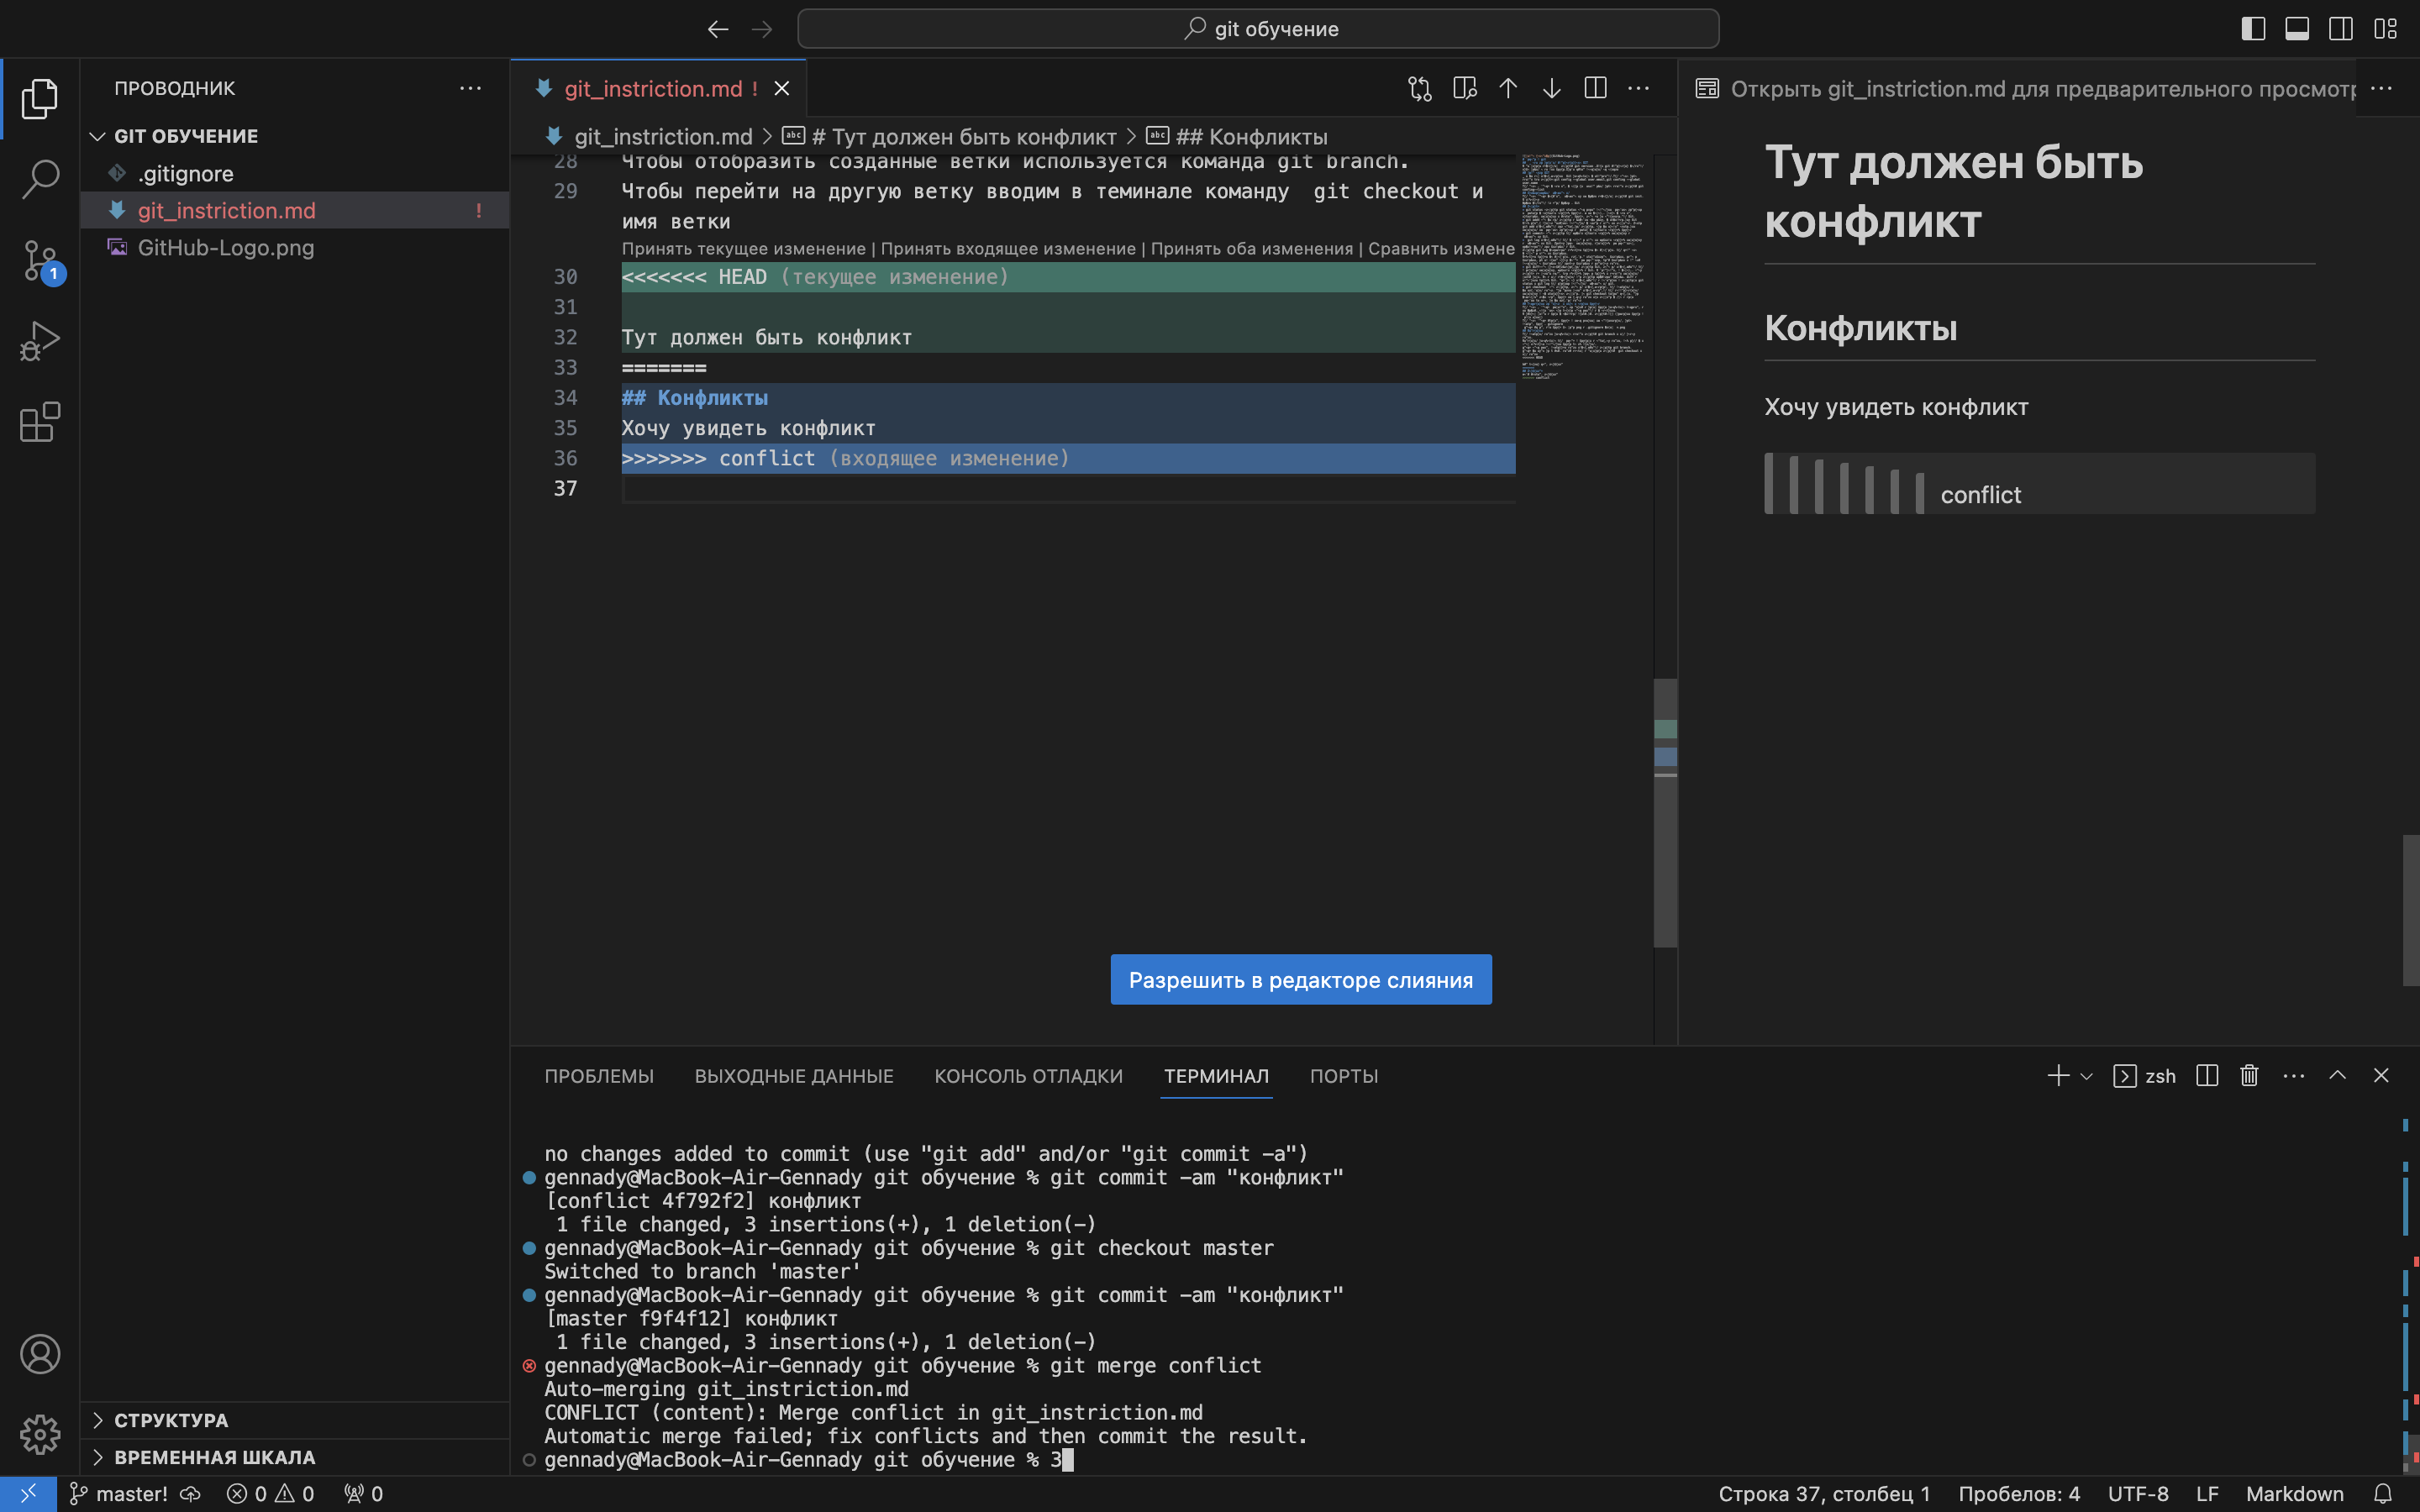 git обучение
ПРОВОДНИК
GIT ОБУЧЕНИЕ
.gitignore
git_instriction.md !
GitHub-Logo.png
1
СТРУКТУРА
ВРЕМЕННАЯ ШКАЛА
git_instriction.md !
git_instriction.md > # Тут должен быть конфликт > ## Конфликты
28 Чтобы отобразить созданные ветки используется команда git branch.
29 Чтобы перейти на другую ветку вводим в теминале команду  git checkout и
имя ветки
Принять текущее изменение | Принять входящее изменение | Принять оба изменения | Сравнить измене
30 <<<<<<< HEAD (текущее изменение)
31
32 Тут должен быть конфликт
33 =======
34 ## Конфликты
35 Хочу увидеть конфликт
36 >>>>>>> conflict (входящее изменение)
37
Разрешить в редакторе слияния
Открыть git_instriction.md для предварительного просмотр
Тут должен быть
конфликт
Конфликты
Хочу увидеть конфликт
conflict
ПРОБЛЕМЫ ВЫХОДНЫЕ ДАННЫЕ КОНСОЛЬ ОТЛАДКИ ТЕРМИНАЛ ПОРТЫ
zsh
no changes added to commit (use "git add" and/or "git commit -a")
gennady@MacBook-Air-Gennady git обучение % git commit -am "конфликт"
[conflict 4f792f2] конфликт
1 file changed, 3 insertions(+), 1 deletion(-)
gennady@MacBook-Air-Gennady git обучение % git checkout master
Switched to branch 'master'
gennady@MacBook-Air-Gennady git обучение % git commit -am "конфликт"
[master f9f4f12] конфликт
1 file changed, 3 insertions(+), 1 deletion(-)
gennady@MacBook-Air-Gennady git обучение % git merge conflict
Auto-merging git_instriction.md
CONFLICT (content): Merge conflict in git_instriction.md
Automatic merge failed; fix conflicts and then commit the result.
gennady@MacBook-Air-Gennady git обучение % 3
master! 0 0 0 Строка 37, столбец 1 Пробелов: 4 UTF-8 LF Markdown